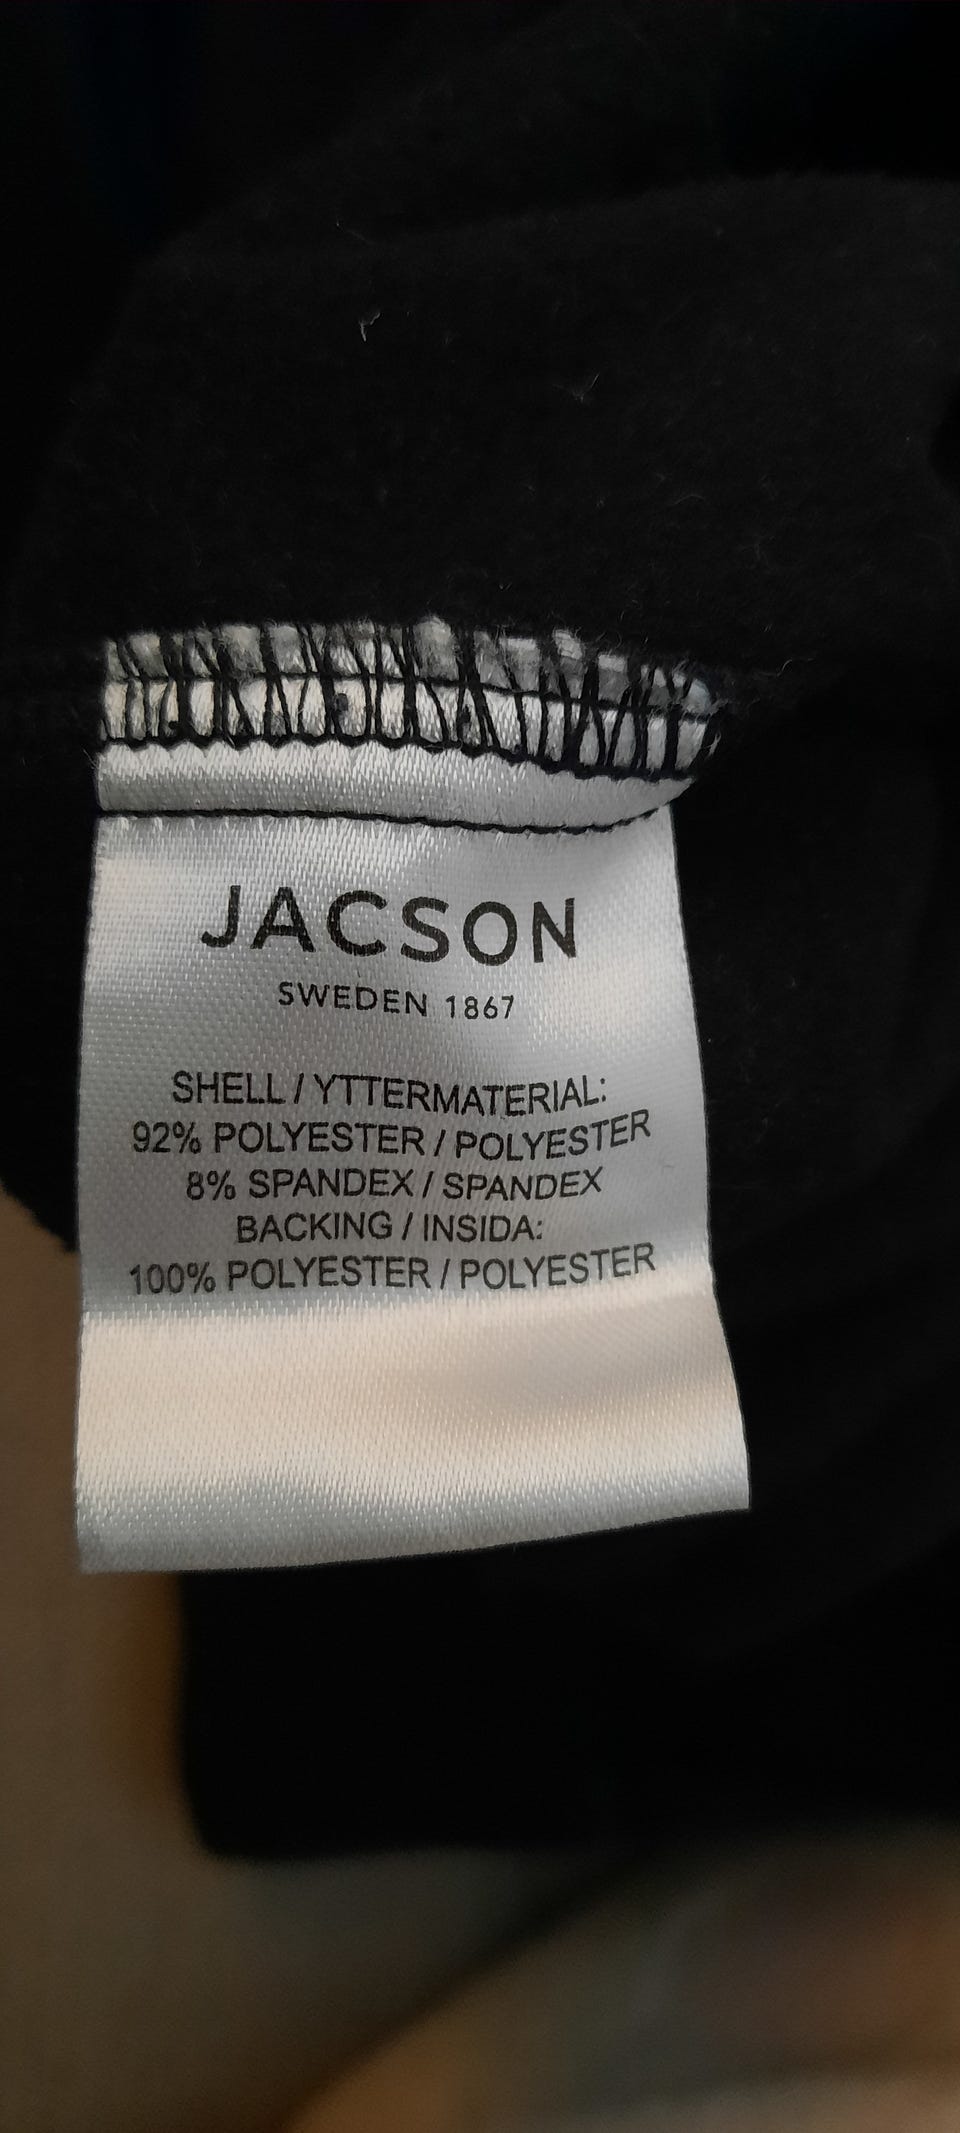 JACSON
SWEDEN 1867
SHELL / YTTERMATERIAL:
92% POLYESTER / POLYESTER
8% SPANDEX / SPANDEX
BACKING / INSIDA:
100% POLYESTER / POLYESTER